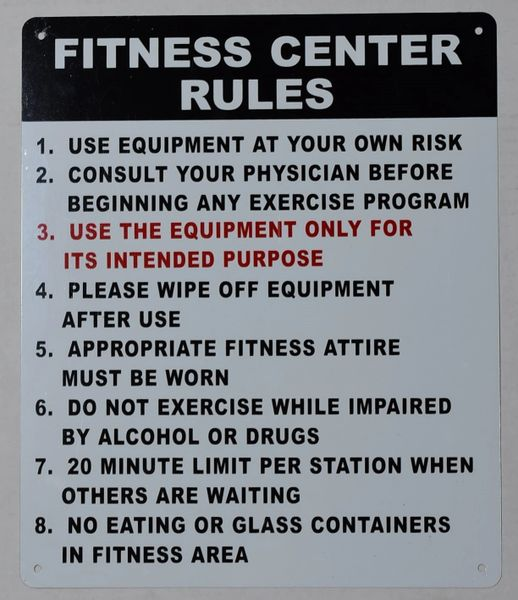 FITNESS CENTER
RULES
1. USE EQUIPMENT AT YOUR OWN RISK
2. CONSULT YOUR PHYSICIAN BEFORE
BEGINNING ANY EXERCISE PROGRAM
3. USE THE EQUIPMENT ONLY FOR
ITS INTENDED PURPOSE
4. PLEASE WIPE OFF EQUIPMENT
AFTER USE
5. APPROPRIATE FITNESS ATTIRE
MUST BE WORN
6. DO NOT EXERCISE WHILE IMPAIRED
BY ALCOHOL OR DRUGS
7. 20 MINUTE LIMIT PER STATION WHEN
OTHERS ARE WAITING
8. NO EATING OR GLASS CONTAINERS
IN FITNESS AREA